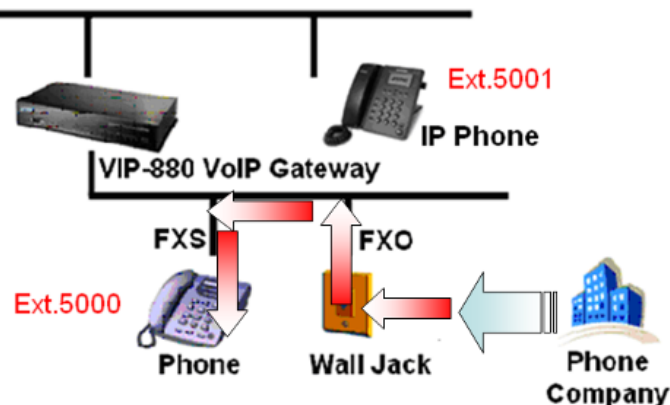 Ext.5001
IP Phone
VIP-880 VoIP Gateway
FXS
FXO
Ext.5000
Phone
Wall Jack
Phone
Company